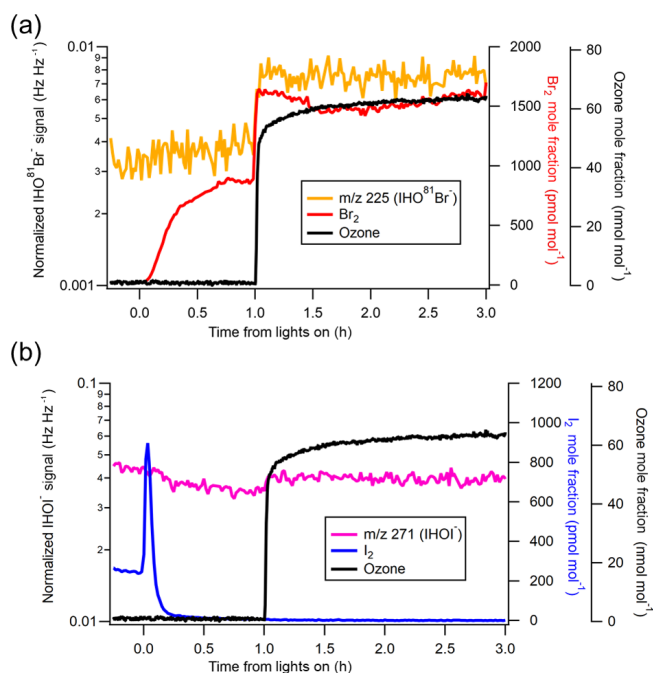 (a)
Normalized IHO⁸¹Br⁻ signal (Hz Hz⁻¹)
0.01
9
8
7
6
5
4
3
2
0.001
m/z 225 (IHO⁸¹Br⁻)
Br₂
Ozone
2000
1500
1000
500
0
Br₂ mole fraction (pmol mol⁻¹)
80
60
40
20
0
Ozone mole fraction (nmol mol⁻¹)
0.0 0.5 1.0 1.5 2.0 2.5 3.0
Time from lights on (h)
(b)
Normalized IHOI⁻ signal (Hz Hz⁻¹)
0.1
9
8
7
6
5
4
3
2
0.01
m/z 271 (IHOI⁻)
I₂
Ozone
1200
1000
800
600
400
200
0
I₂ mole fraction (pmol mol⁻¹)
80
60
40
20
0
Ozone mole fraction (nmol mol⁻¹)
0.0 0.5 1.0 1.5 2.0 2.5 3.0
Time from lights on (h)